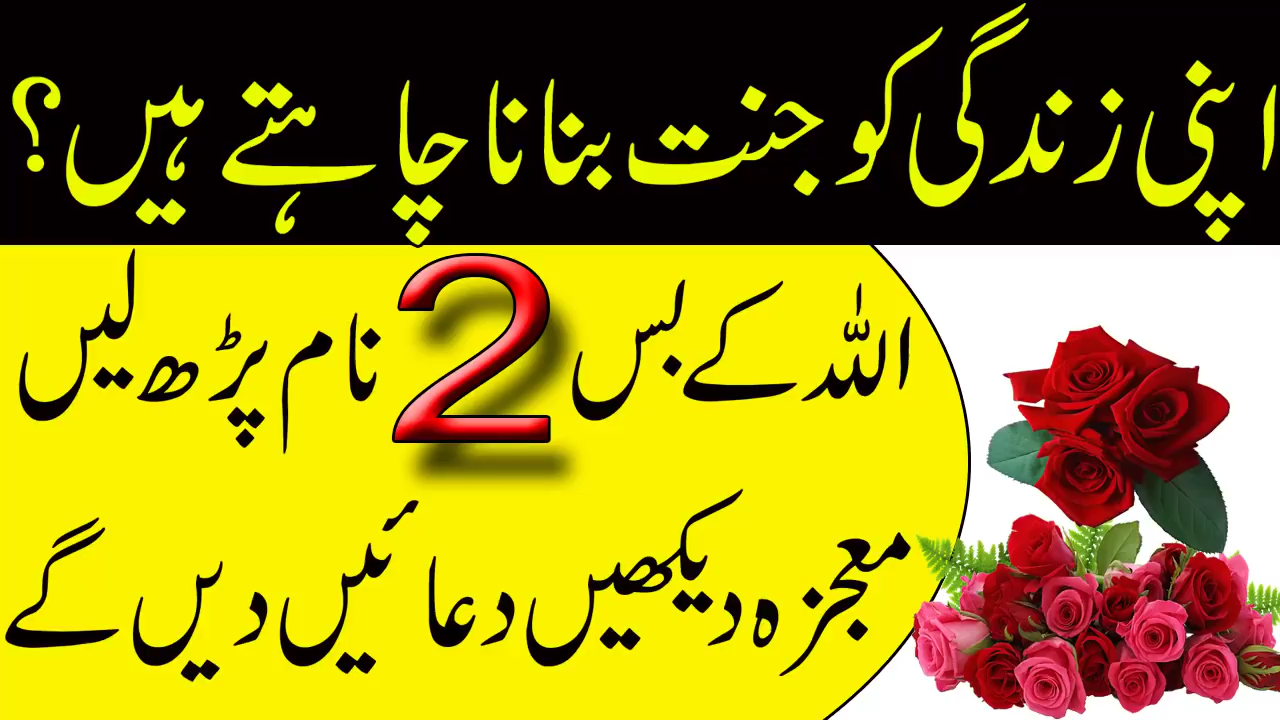 اپنی زندگی کو جنت بنانا چاہتے ہیں؟
اللہ کے بس 2 نام پڑھ لیں
معجزہ دیکھیں دعائیں دیں گے